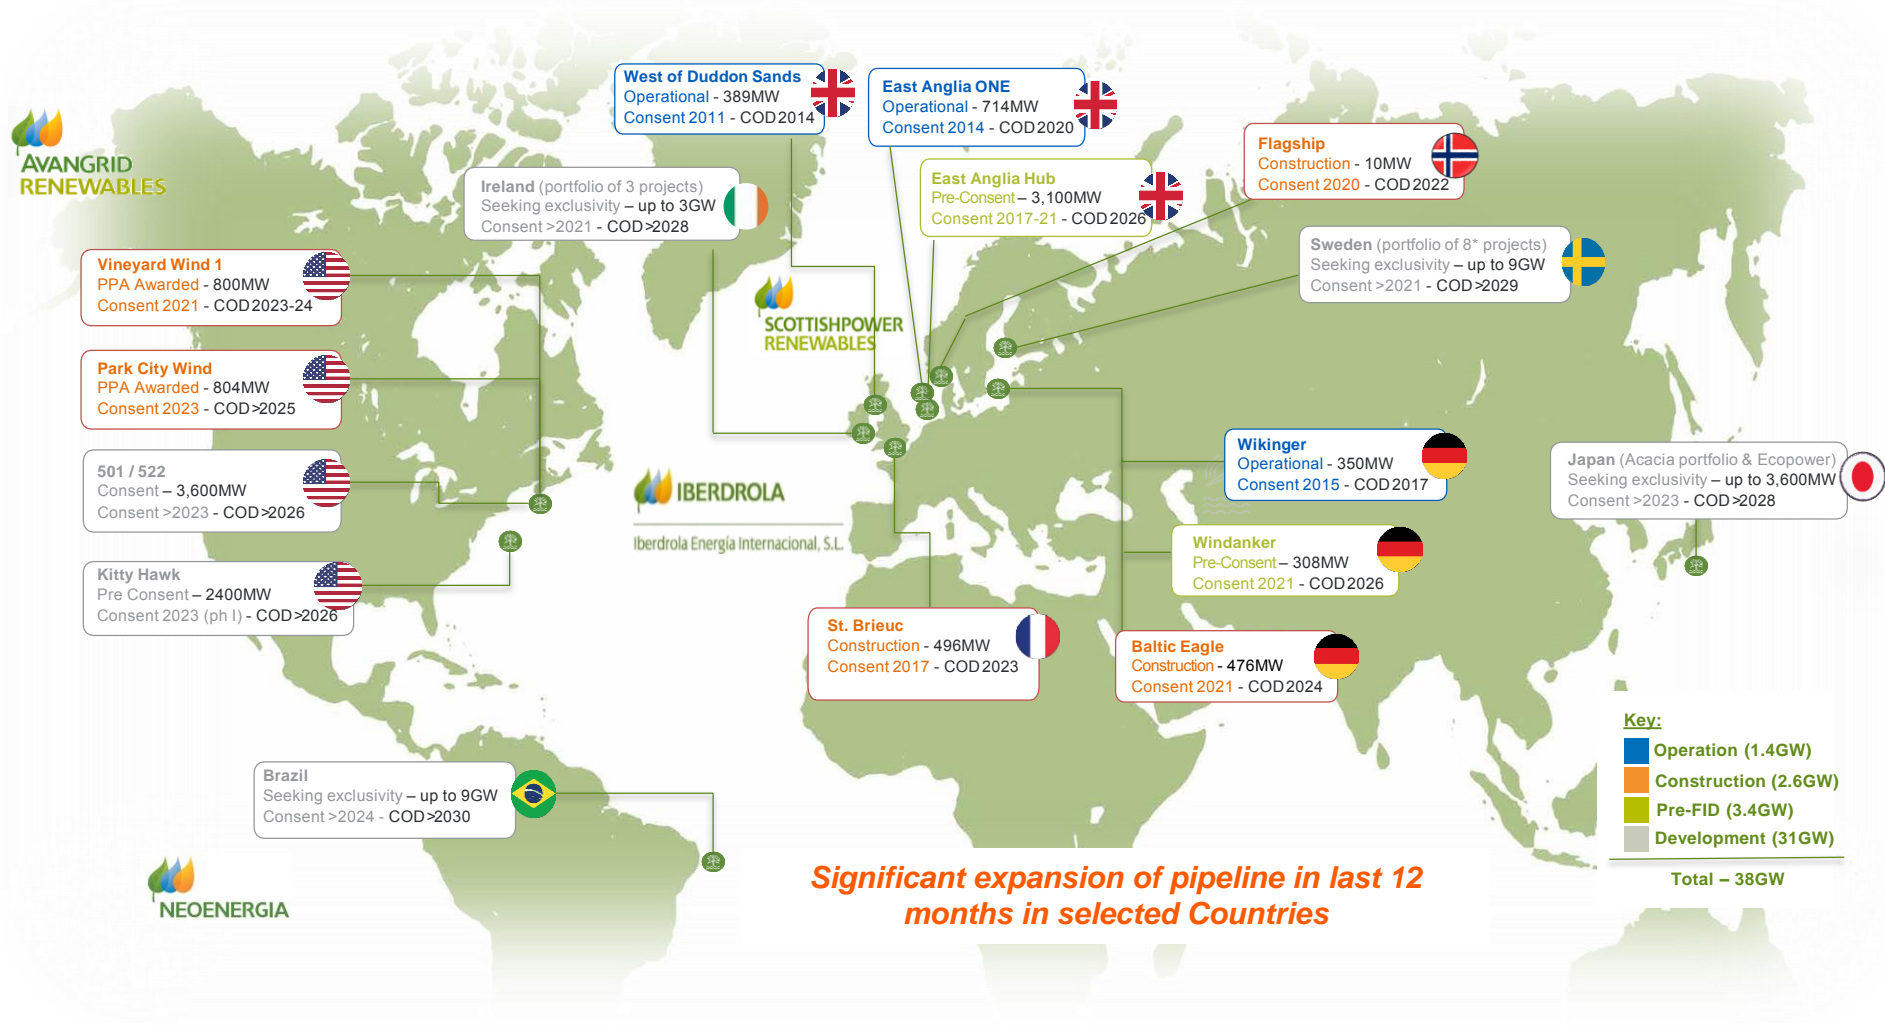 West of Duddon Sands
Operational - 389MW
Consent 2011 - COD 2014
East Anglia ONE
Operational - 714MW
Consent 2014 - COD 2020
AVANGRID
RENEWABLES
Ireland (portfolio of 3 projects)
Seeking exclusivity – up to 3GW
Consent >2021 - COD >2028
East Anglia Hub
Pre-Consent – 3,100MW
Consent 2017-21 - COD 2026
Flagship
Construction - 10MW
Consent 2020 - COD 2022
Sweden (portfolio of 8* projects)
Seeking exclusivity – up to 9GW
Consent >2021 - COD >2029
Vineyard Wind 1
PPA Awarded - 800MW
Consent 2021 - COD 2023-24
SCOTTISHPOWER
RENEWABLES
Park City Wind
PPA Awarded - 804MW
Consent 2023 - COD >2025
501 / 522
Consent – 3,600MW
Consent >2023 - COD >2026
IBERDROLA
Iberdrola Energía Internacional, S.L.
Wikinger
Operational - 350MW
Consent 2015 - COD 2017
Japan (Acacia portfolio & Ecopower)
Seeking exclusivity – up to 3,600MW
Consent >2023 - COD >2028
Windanker
Pre-Consent – 308MW
Consent 2021 - COD 2026
Kitty Hawk
Pre Consent – 2400MW
Consent 2023 (ph I) - COD >2026
St. Brieuc
Construction - 496MW
Consent 2017 - COD 2023
Baltic Eagle
Construction - 476MW
Consent 2021 - COD 2024
Brazil
Seeking exclusivity – up to 9GW
Consent >2024 - COD >2030
NEOENERGIA
Key:
Operation (1.4GW)
Construction (2.6GW)
Pre-FID (3.4GW)
Development (31GW)
Total – 38GW
Significant expansion of pipeline in last 12
months in selected Countries